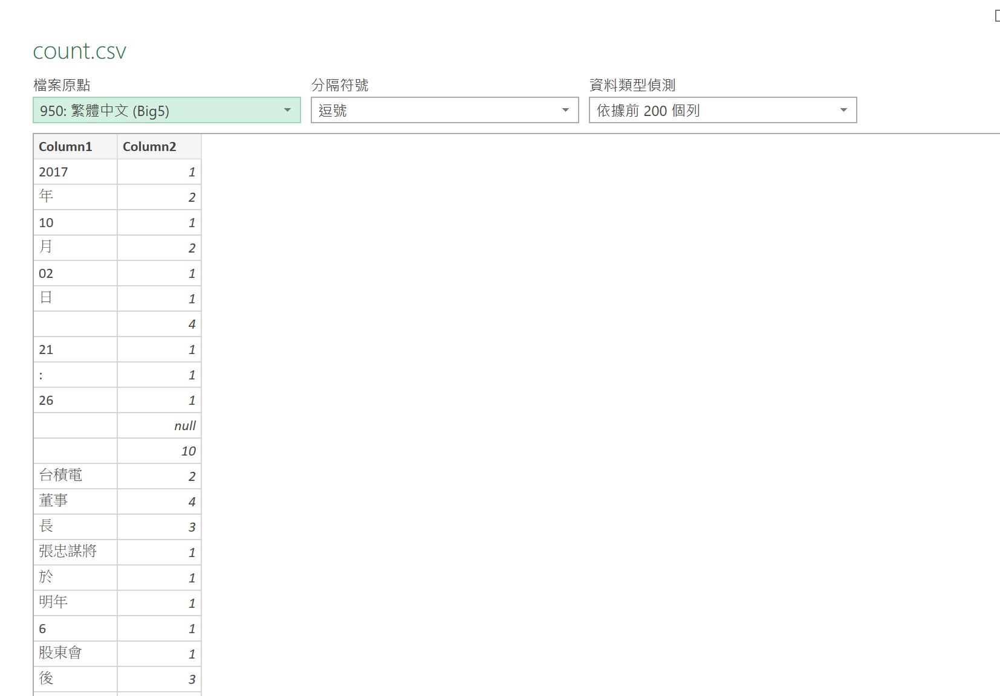 count.csv
檔案原點 分隔符號 資料類型偵測
950: 繁體中文 (Big5) 逗號 依據前 200 個列
Column1 Column2
2017 1
年 2
10 1
月 2
02 1
日 1
4
21 1
: 1
26 1
null
10
台積電 2
董事 4
長 3
張忠謀將 1
於 1
明年 1
6 1
股東會 1
後 3